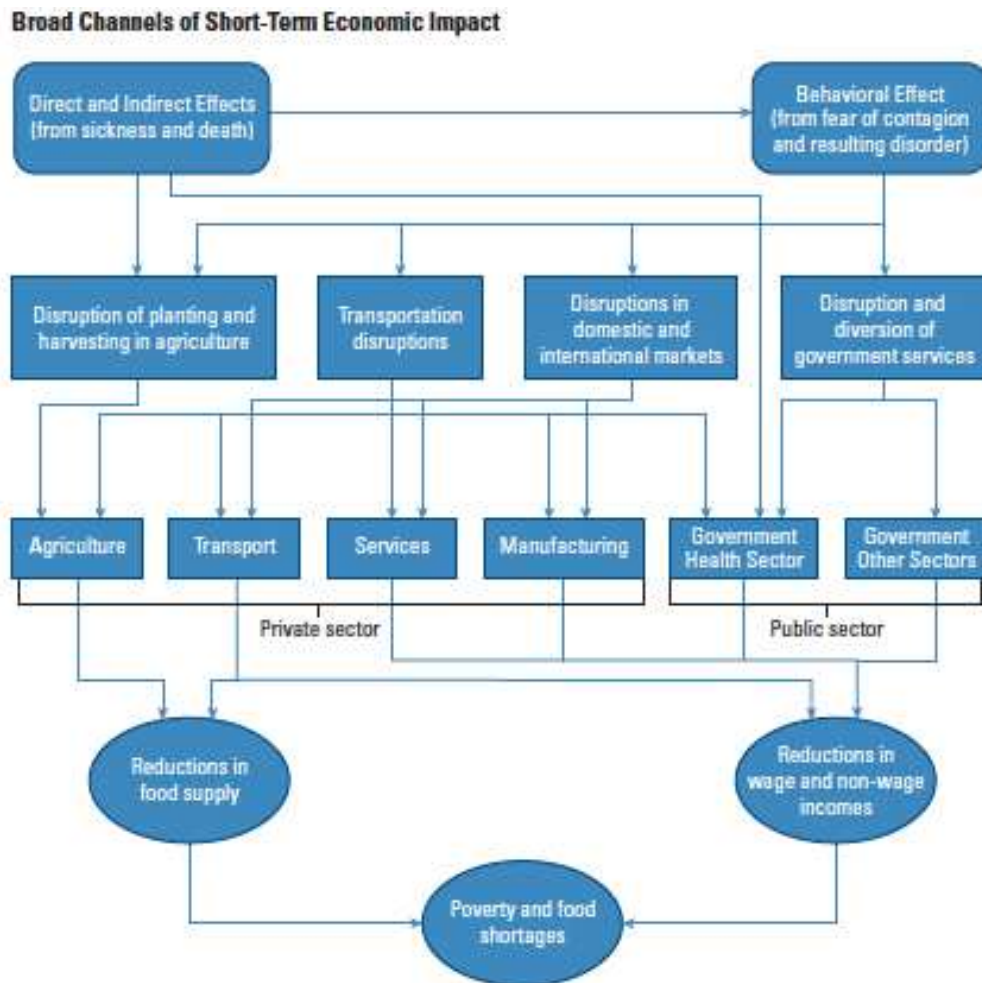 Broad Channels of Short-Term Economic Impact
Direct and Indirect Effects
(from sickness and death)
Behavioral Effect
(from fear of contagion
and resulting disorder)
Disruption of planting and
harvesting in agriculture
Transportation
disruptions
Disruptions in
domestic and
international markets
Disruption and
diversion of
government services
Agriculture
Transport
Services
Manufacturing
Government
Health Sector
Government
Other Sectors
Private sector
Public sector
Reductions in
food supply
Reductions in
wage and non-wage
incomes
Poverty and food
shortages